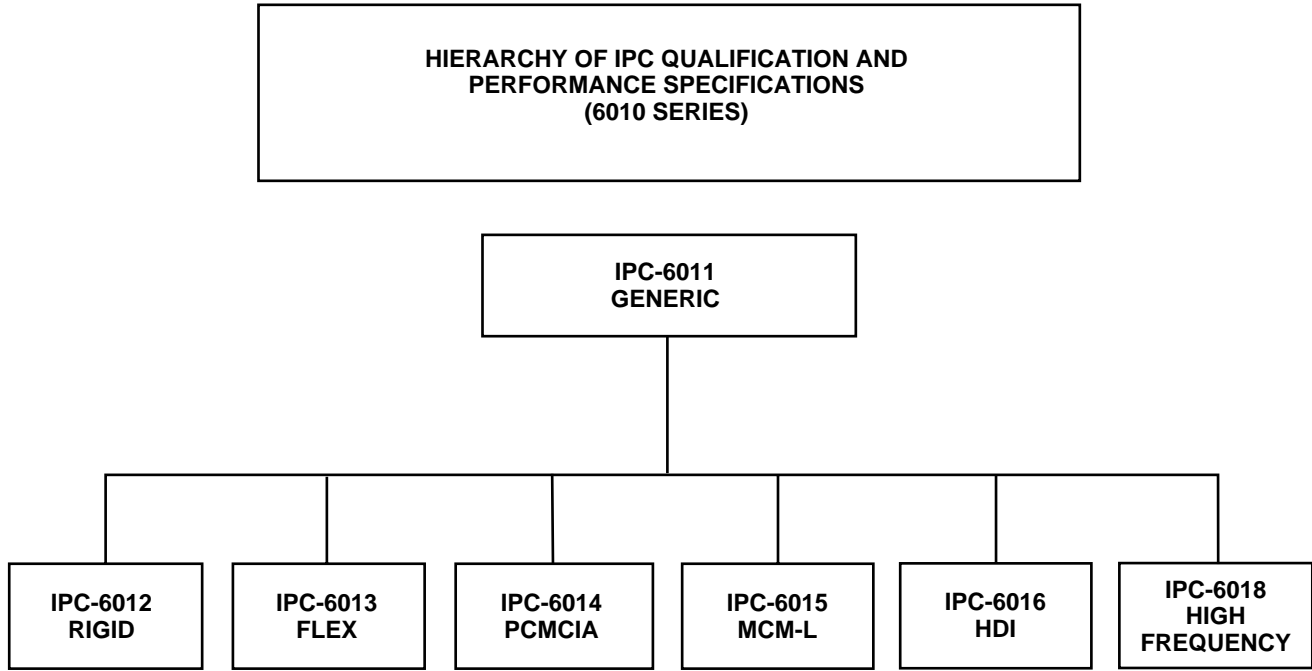 HIERARCHY OF IPC QUALIFICATION AND
PERFORMANCE SPECIFICATIONS
(6010 SERIES)
IPC-6011
GENERIC
IPC-6012
RIGID
IPC-6013
FLEX
IPC-6014
PCMCIA
IPC-6015
MCM-L
IPC-6016
HDI
IPC-6018
HIGH
FREQUENCY